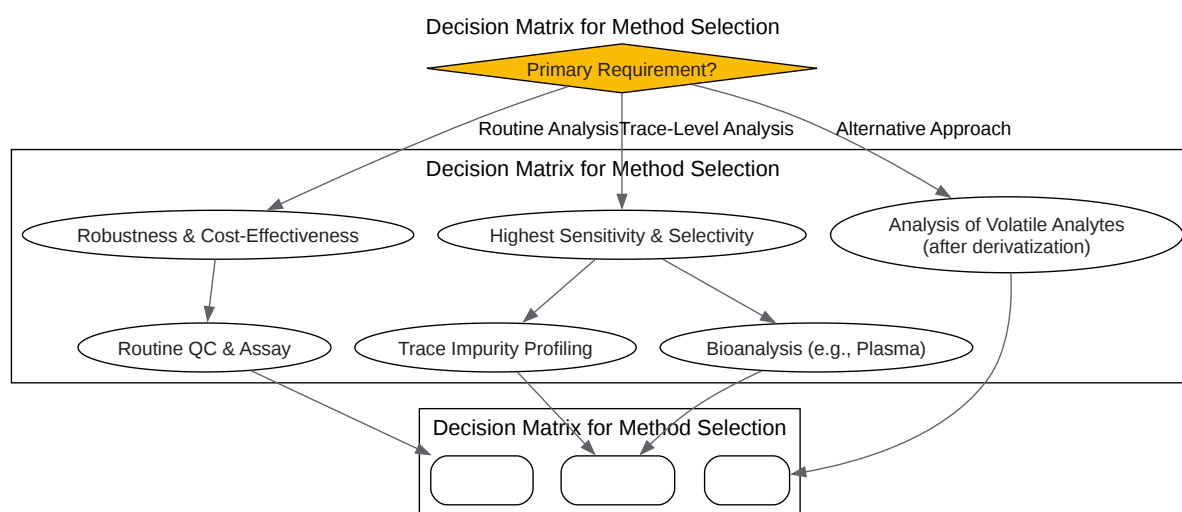 Decision Matrix for Method Selection
Primary Requirement?
Routine Analysis
Trace-Level Analysis
Alternative Approach
Decision Matrix for Method Selection
Robustness & Cost-Effectiveness
Highest Sensitivity & Selectivity
Analysis of Volatile Analytes
(after derivatization)
Routine QC & Assay
Trace Impurity Profiling
Bioanalysis (e.g., Plasma)
Decision Matrix for Method Selection